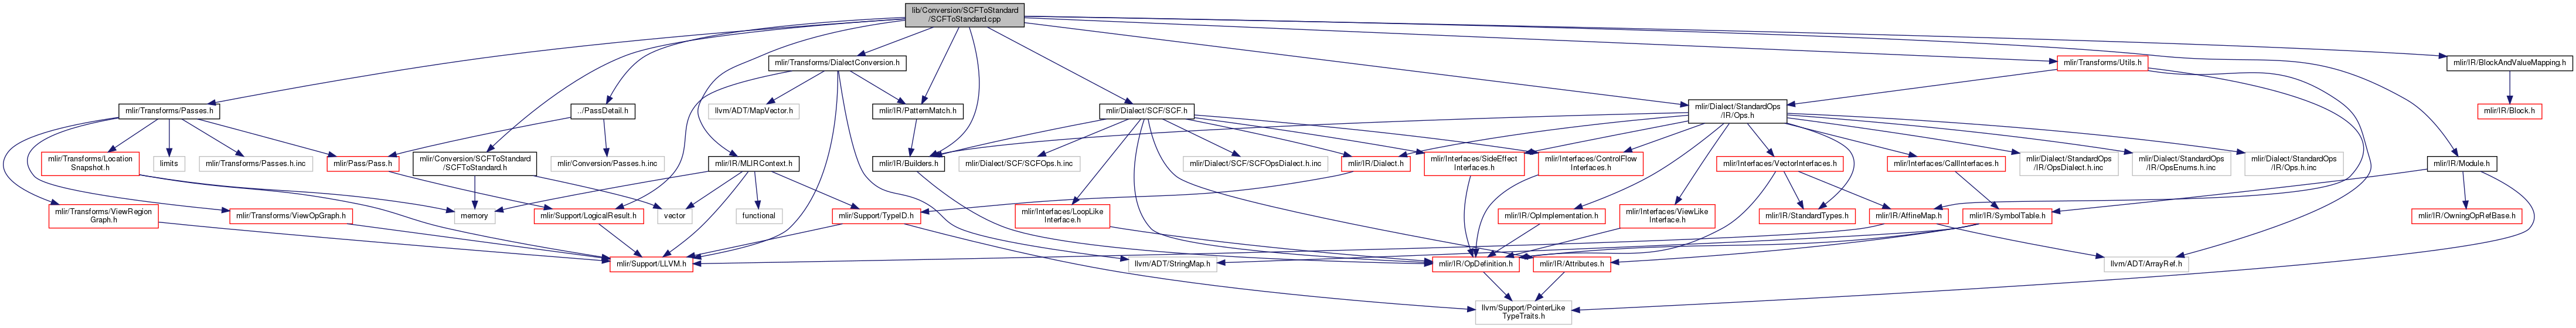 lib/Conversion/SCFToStandard
/SCFToStandard.cpp
mlir/Transforms/DialectConversion.h
mlir/Transforms/Utils.h
mlir/IR/BlockAndValueMapping.h
mlir/Transforms/Passes.h
../PassDetail.h
llvm/ADT/MapVector.h
mlir/IR/PatternMatch.h
mlir/Dialect/SCF/SCF.h
mlir/Dialect/StandardOps
/IR/Ops.h
mlir/IR/Block.h
mlir/Transforms/Location
Snapshot.h
limits
mlir/Transforms/Passes.h.inc
mlir/Pass/Pass.h
mlir/Conversion/SCFToStandard
/SCFToStandard.h
mlir/Conversion/Passes.h.inc
mlir/IR/MLIRContext.h
mlir/IR/Builders.h
mlir/Dialect/SCF/SCFOps.h.inc
mlir/Dialect/SCF/SCFOpsDialect.h.inc
mlir/IR/Dialect.h
mlir/Interfaces/SideEffect
Interfaces.h
mlir/Interfaces/ControlFlow
Interfaces.h
mlir/Interfaces/VectorInterfaces.h
mlir/Interfaces/CallInterfaces.h
mlir/Dialect/StandardOps
/IR/OpsDialect.h.inc
mlir/Dialect/StandardOps
/IR/OpsEnums.h.inc
mlir/Dialect/StandardOps
/IR/Ops.h.inc
mlir/IR/Module.h
mlir/Transforms/ViewRegion
Graph.h
mlir/Transforms/ViewOpGraph.h
memory
mlir/Support/LogicalResult.h
vector
functional
mlir/Support/TypeID.h
mlir/Interfaces/LoopLike
Interface.h
mlir/IR/OpImplementation.h
mlir/Interfaces/ViewLike
Interface.h
mlir/IR/StandardTypes.h
mlir/IR/AffineMap.h
mlir/IR/SymbolTable.h
mlir/IR/OwningOpRefBase.h
mlir/Support/LLVM.h
llvm/ADT/StringMap.h
mlir/IR/OpDefinition.h
mlir/IR/Attributes.h
llvm/ADT/ArrayRef.h
llvm/Support/PointerLike
TypeTraits.h